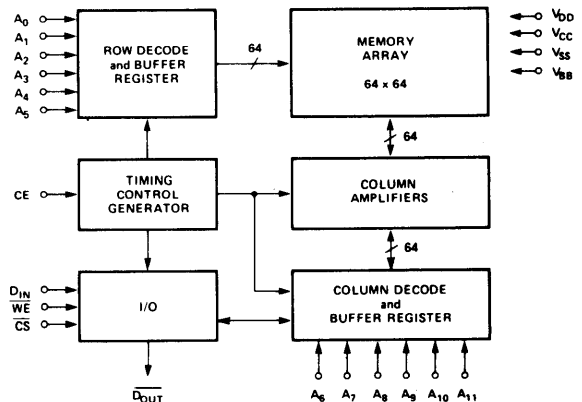 A0
A1
A2
A3
A4
A5
ROW DECODE
and BUFFER
REGISTER
64
MEMORY
ARRAY
64 x 64
VDD
VCC
VSS
VBB
64
CE
TIMING
CONTROL
GENERATOR
COLUMN
AMPLIFIERS
64
DIN
WE
CS
I/O
COLUMN DECODE
and
BUFFER REGISTER
DOUT
A6
A7
A8
A9
A10
A11